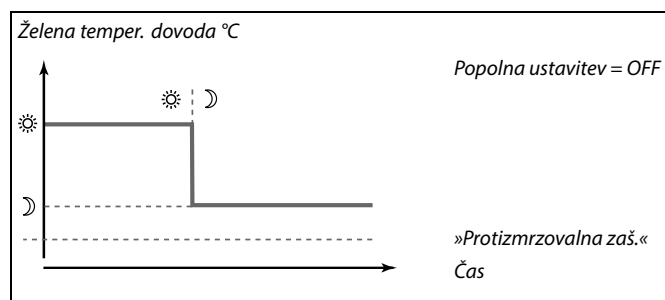 Želena temper. dovoda °C
Popolna ustavitev = OFF
»Protizmrzovalna zaš.«
Čas